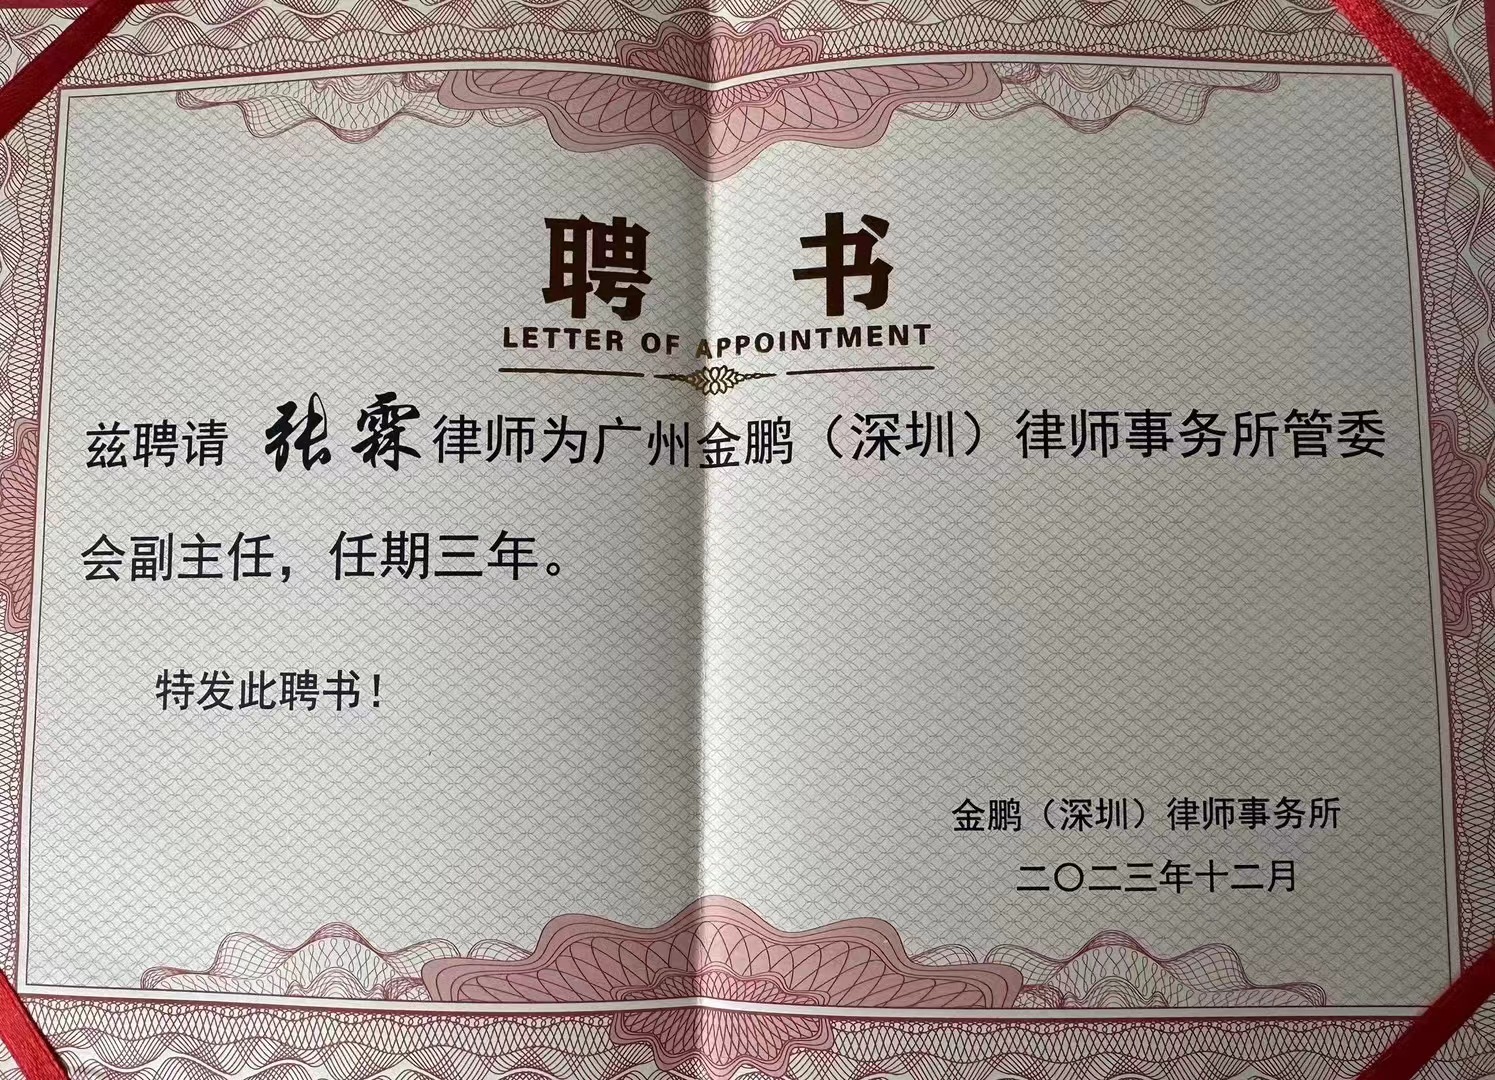 聘 书
LETTER OF APPOINTMENT
兹聘请 张霖律师为广州金鹏（深圳）律师事务所管委
会副主任，任期三年。
特发此聘书！
金鹏（深圳）律师事务所
二〇二三年十二月